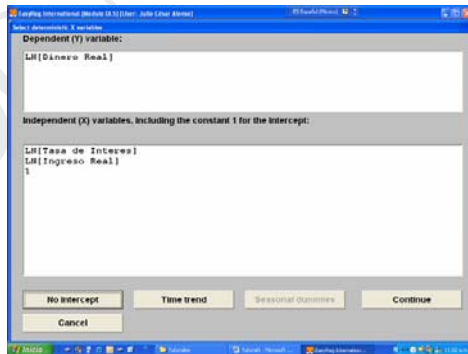 EasyReg International [Module IX.S] [User: Julio César Alonso]
Español (México)
Select deterministic X variables
Dependent (Y) variable:
LN[Dinero Real]
Independent (X) variables, including the constant 1 for the intercept:
LN[Tasa de Interes]
LN[Ingreso Real]
1
No intercept Time trend Seasonal dummies Continue
Cancel
Inicio